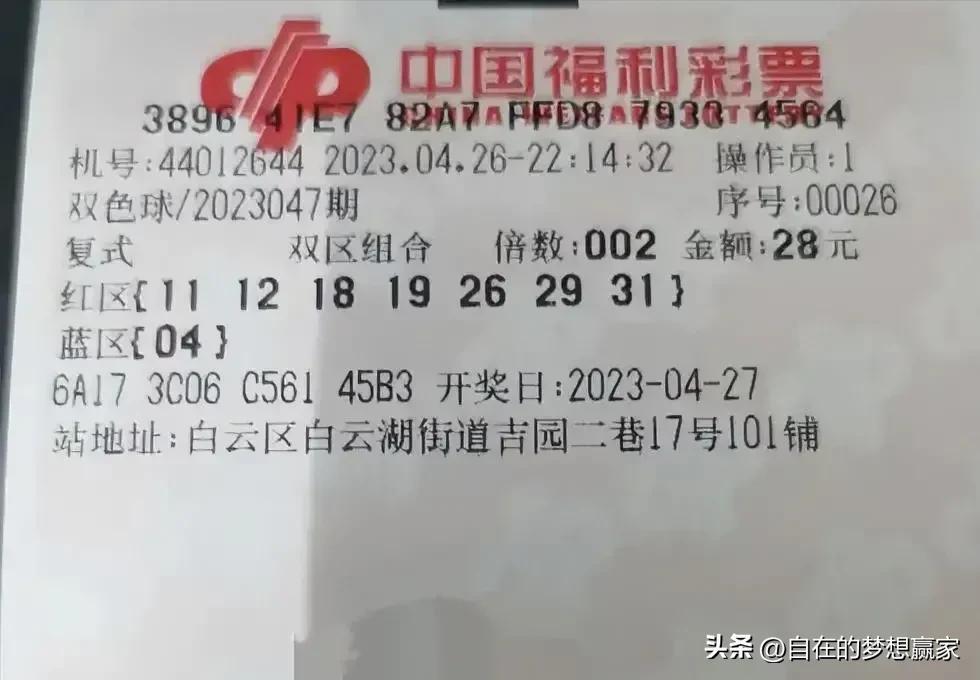 中国福利彩票
3896 41E7 82A7 FFD8 7933 4564
机号:44012644 2023.04.26-22:14:32 操作员:1
双色球/2023047期 序号:00026
复式 双区组合 倍数:002 金额:28元
红区{11 12 18 19 26 29 31}
蓝区{04}
6A17 3C06 C561 45B3 开奖日:2023-04-27
站地址:白云区白云湖街道吉园二巷17号101铺
头条 @自在的梦想赢家